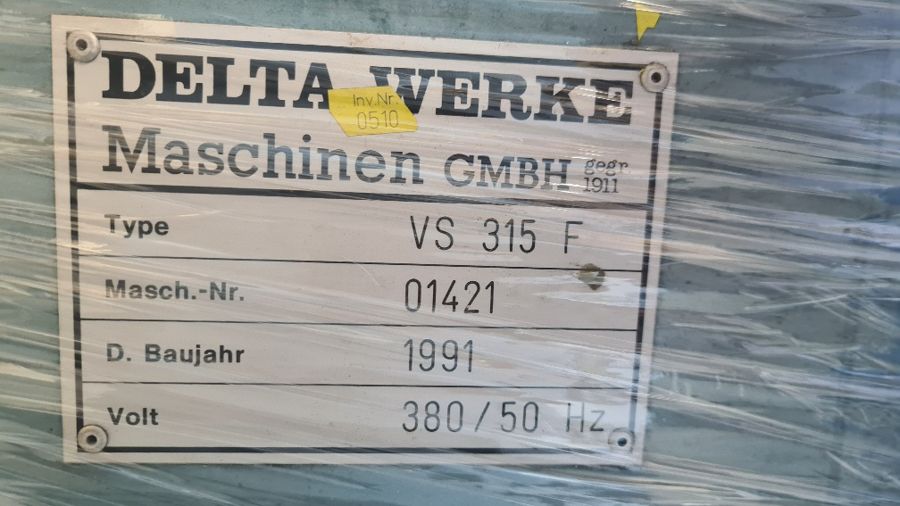 DELTA WERKE
Inv.Nr.
0510
Maschinen GMBH gegr. 1911
Type VS 315 F
Masch.-Nr. 01421
D. Baujahr 1991
Volt 380/50 Hz